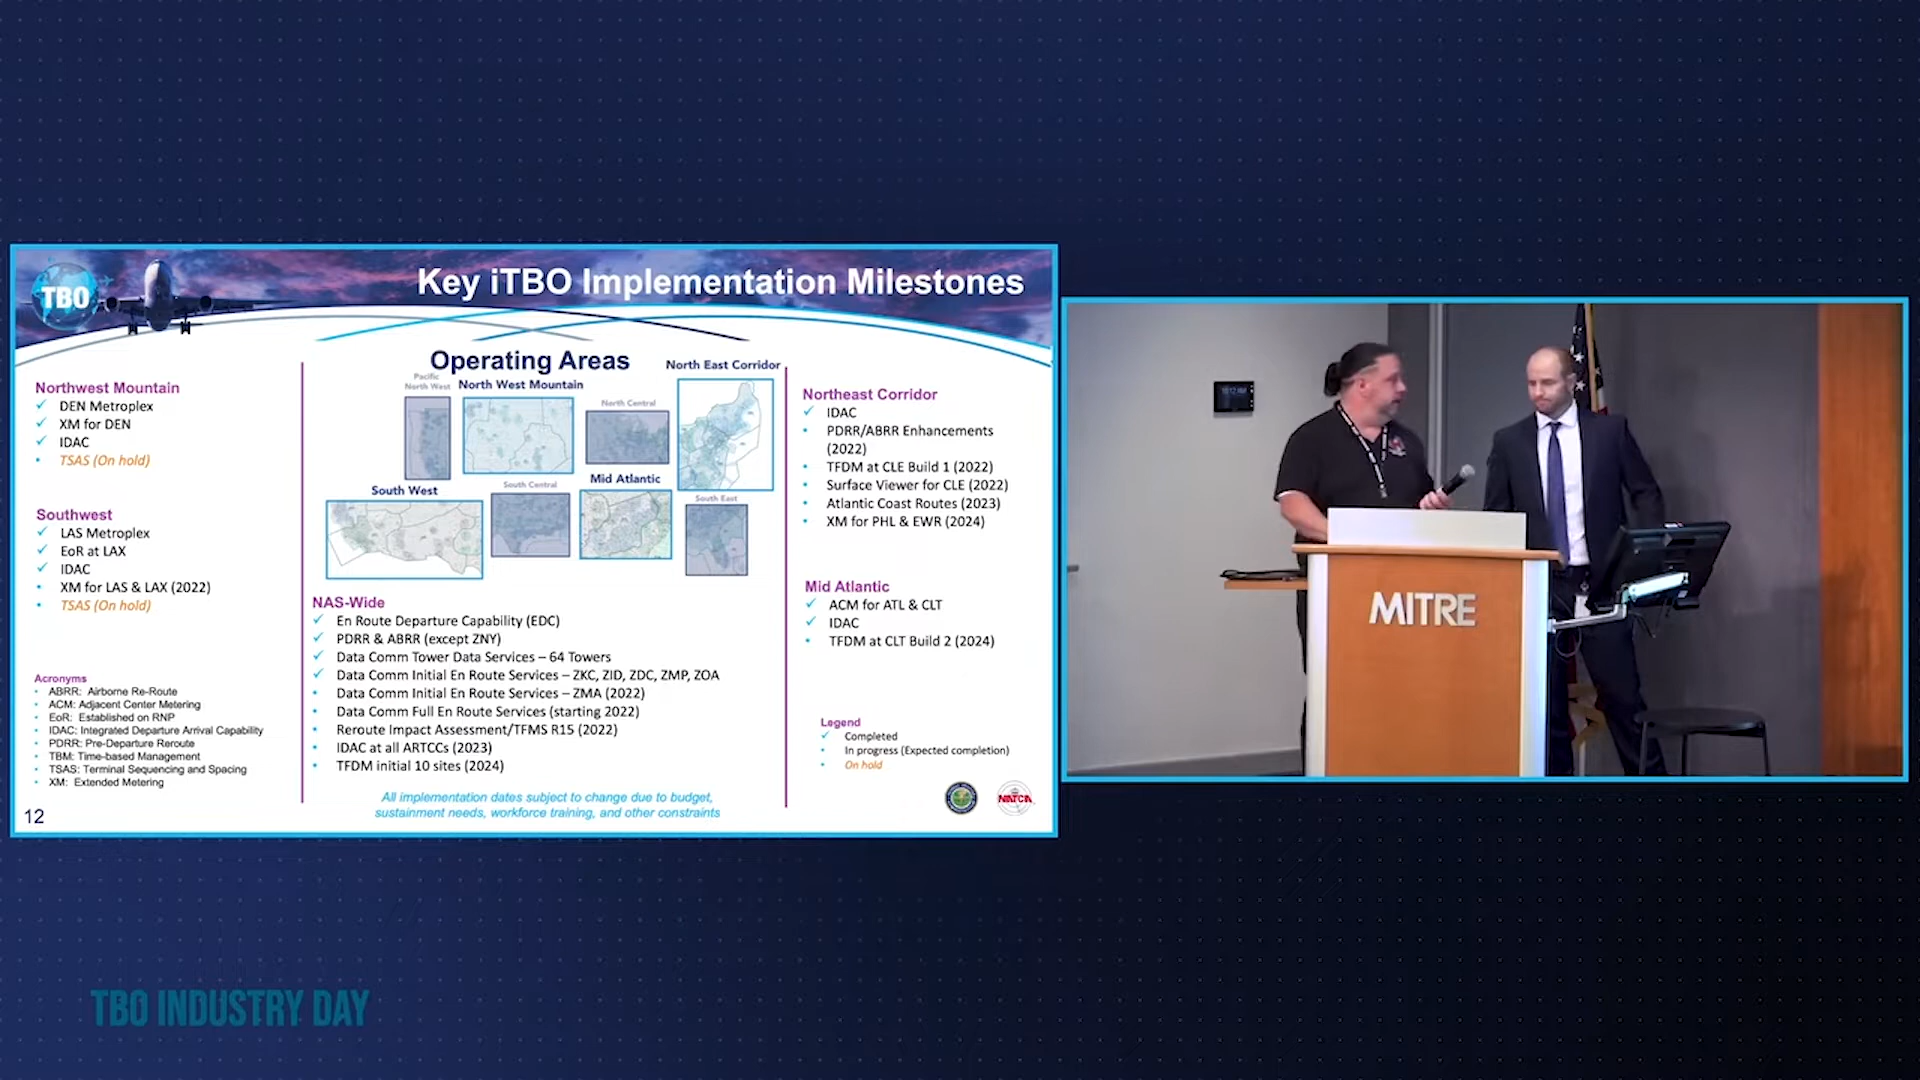 TBO
Key iTBO Implementation Milestones
Operating Areas
Pacific
North West
North West Mountain
North Central
North East Corridor
South West
South Central
Mid Atlantic
South East
Northwest Mountain
✓ DEN Metroplex
✓ XM for DEN
✓ IDAC
• TSAS (On hold)
Southwest
✓ LAS Metroplex
✓ EoR at LAX
✓ IDAC
• XM for LAS & LAX (2022)
• TSAS (On hold)
Acronyms
• ABRR: Airborne Re-Route
• ACM: Adjacent Center Metering
• EoR: Established on RNP
• IDAC: Integrated Departure Arrival Capability
• PDRR: Pre-Departure Reroute
• TBM: Time-based Management
• TSAS: Terminal Sequencing and Spacing
• XM: Extended Metering
12
NAS-Wide
✓ En Route Departure Capability (EDC)
✓ PDRR & ABRR (except ZNY)
✓ Data Comm Tower Data Services – 64 Towers
✓ Data Comm Initial En Route Services – ZKC, ZID, ZDC, ZMP, ZOA
• Data Comm Initial En Route Services – ZMA (2022)
• Data Comm Full En Route Services (starting 2022)
• Reroute Impact Assessment/TFMS R15 (2022)
• IDAC at all ARTCCs (2023)
• TFDM initial 10 sites (2024)
All implementation dates subject to change due to budget,
sustainment needs, workforce training, and other constraints
Northeast Corridor
✓ IDAC
• PDRR/ABRR Enhancements
(2022)
• TFDM at CLE Build 1 (2022)
• Surface Viewer for CLE (2022)
• Atlantic Coast Routes (2023)
• XM for PHL & EWR (2024)
Mid Atlantic
✓ ACM for ATL & CLT
✓ IDAC
• TFDM at CLT Build 2 (2024)
Legend
✓ Completed
• In progress (Expected completion)
• On hold
NATCA
MITRE
TBO INDUSTRY DAY